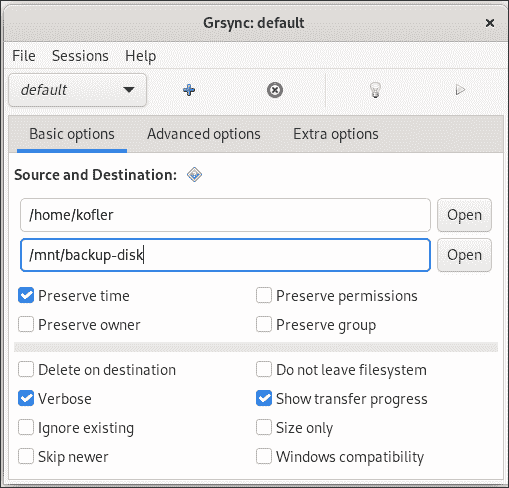 Grsync: default
File Sessions Help
default
Basic options Advanced options Extra options
Source and Destination:
/home/kofler Open
/mnt/backup-disk Open
Preserve time Preserve permissions
Preserve owner Preserve group
Delete on destination Do not leave filesystem
Verbose Show transfer progress
Ignore existing Size only
Skip newer Windows compatibility